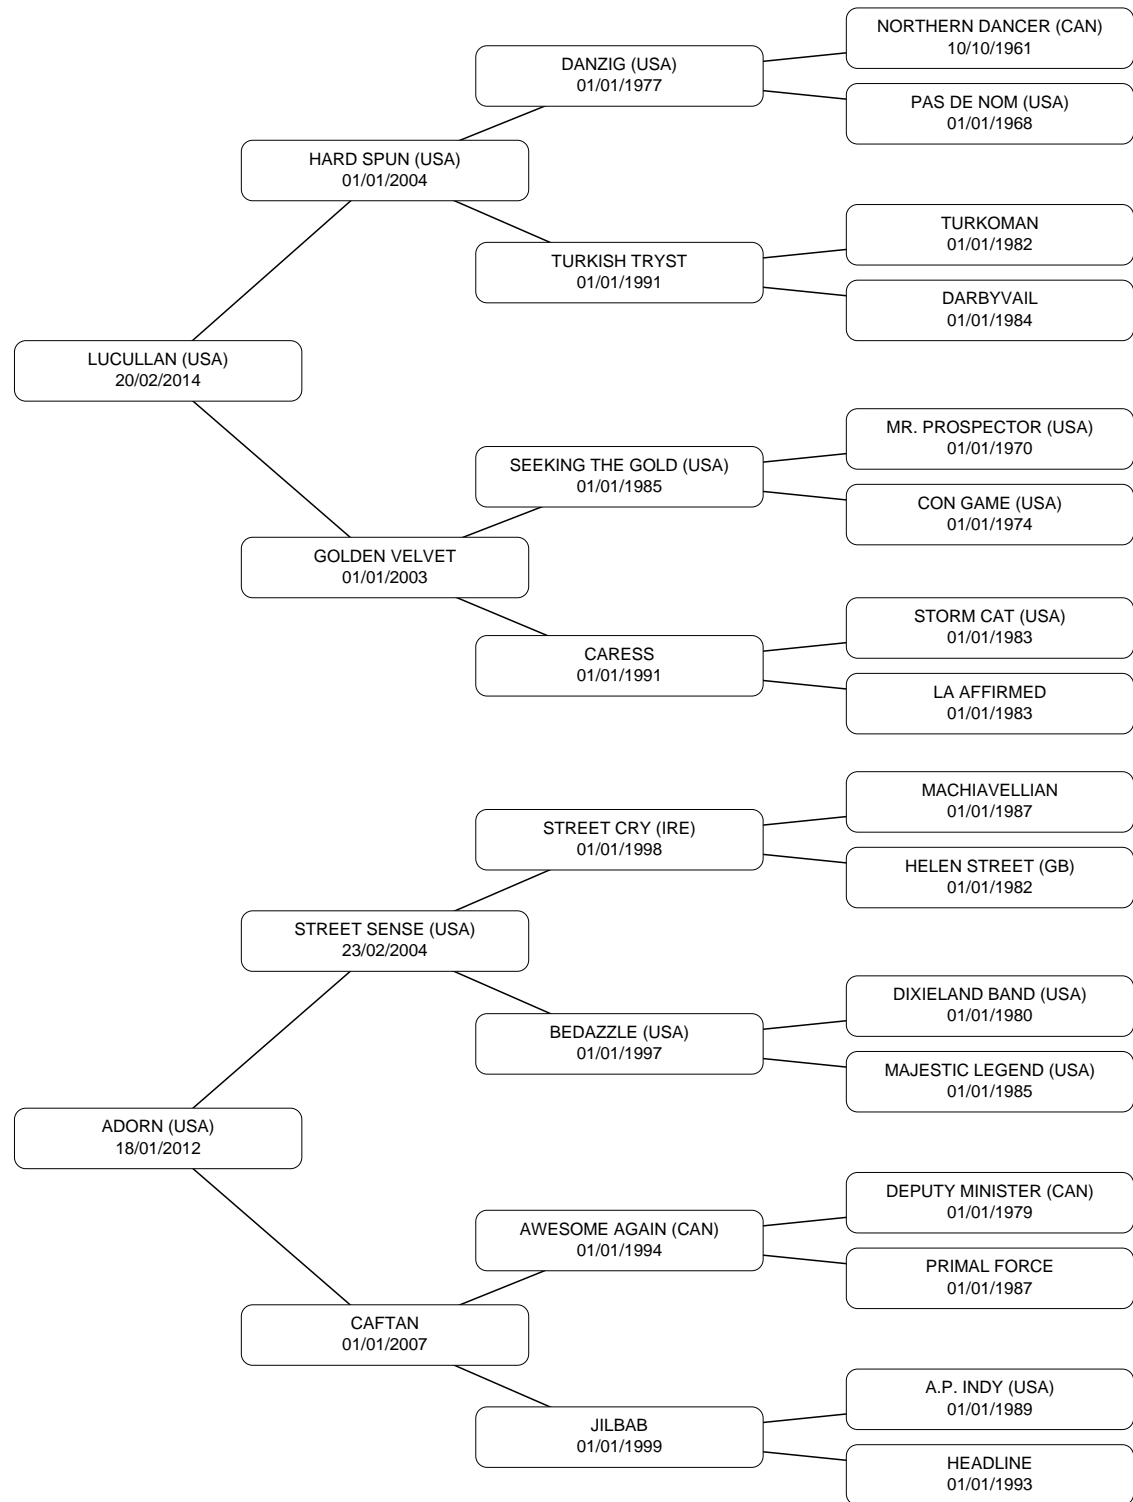 NORTHERN DANCER (CAN)
10/10/1961
DANZIG (USA)
01/01/1977
PAS DE NOM (USA)
01/01/1968
HARD SPUN (USA)
01/01/2004
TURKOMAN
01/01/1982
TURKISH TRYST
01/01/1991
DARBYVAIL
01/01/1984
LUCULLAN (USA)
20/02/2014
MR. PROSPECTOR (USA)
01/01/1970
SEEKING THE GOLD (USA)
01/01/1985
CON GAME (USA)
01/01/1974
GOLDEN VELVET
01/01/2003
STORM CAT (USA)
01/01/1983
CARESS
01/01/1991
LA AFFIRMED
01/01/1983
MACHIAVELLIAN
01/01/1987
STREET CRY (IRE)
01/01/1998
HELEN STREET (GB)
01/01/1982
STREET SENSE (USA)
23/02/2004
DIXIELAND BAND (USA)
01/01/1980
BEDAZZLE (USA)
01/01/1997
MAJESTIC LEGEND (USA)
01/01/1985
ADORN (USA)
18/01/2012
DEPUTY MINISTER (CAN)
01/01/1979
AWESOME AGAIN (CAN)
01/01/1994
PRIMAL FORCE
01/01/1987
CAFTAN
01/01/2007
A.P. INDY (USA)
01/01/1989
JILBAB
01/01/1999
HEADLINE
01/01/1993